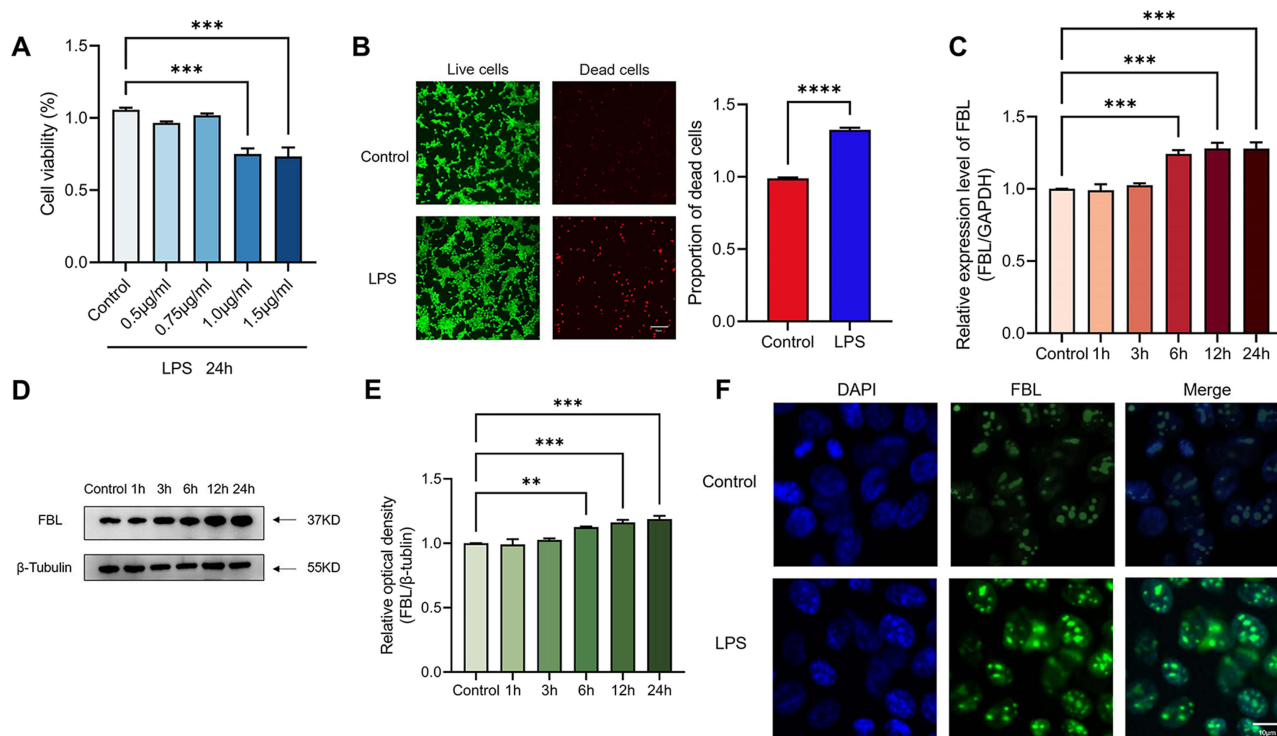 A
***
***
1.5
1.0
0.5
0.0
Cell viability (%)
Control
0.5μg/ml
0.75μg/ml
1.0μg/ml
1.5μg/ml
LPS 24h
B
Live cells
Dead cells
Control
LPS
****
1.5
1.0
0.5
0.0
Proportion of dead cells
Control
LPS
C
***
***
***
1.5
1.0
0.5
0.0
Relative expression level of FBL
(FBL/GAPDH)
Control 1h 3h 6h 12h 24h
D
Control 1h 3h 6h 12h 24h
FBL
37KD
β-Tubulin
55KD
E
***
***
**
1.5
1.0
0.5
0.0
Relative optical density
(FBL/β-tublin)
Control 1h 3h 6h 12h 24h
F
DAPI
FBL
Merge
Control
LPS
10μm